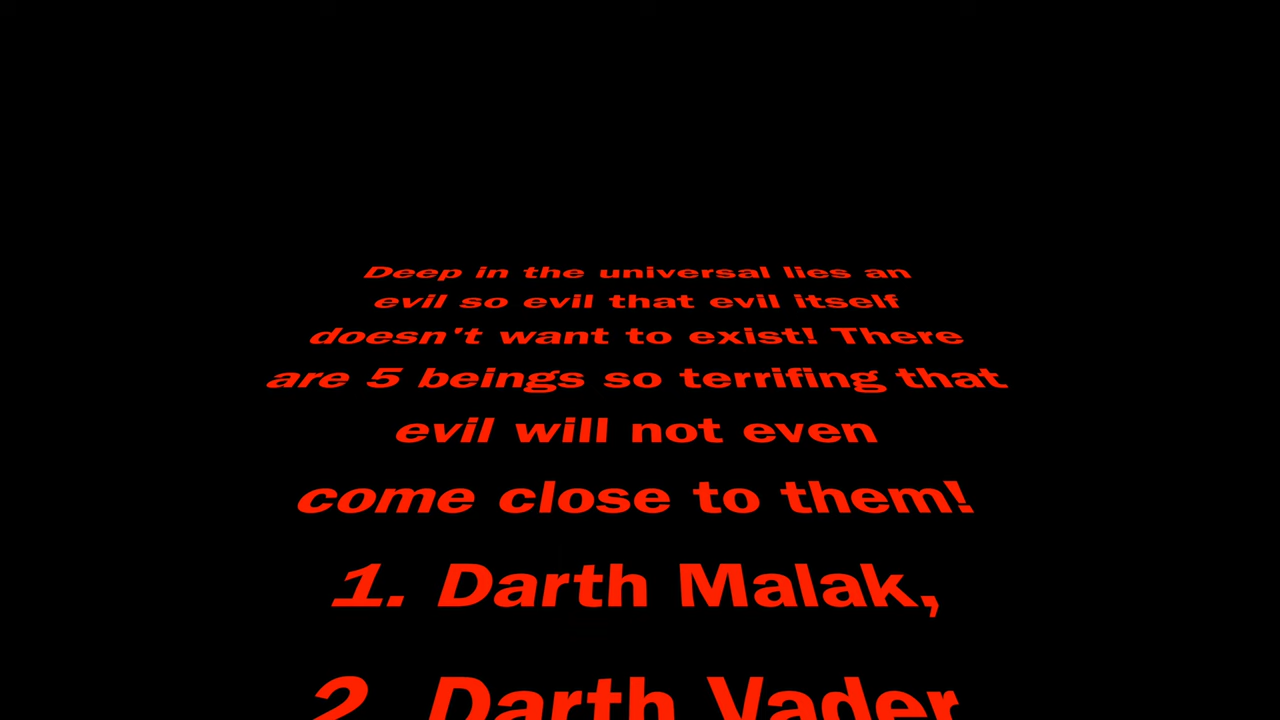 Deep in the universal lies an
evil so evil that evil itself
doesn't want to exist! There
are 5 beings so terrifing that
evil will not even
come close to them!
1. Darth Malak,
2. Darth Vader